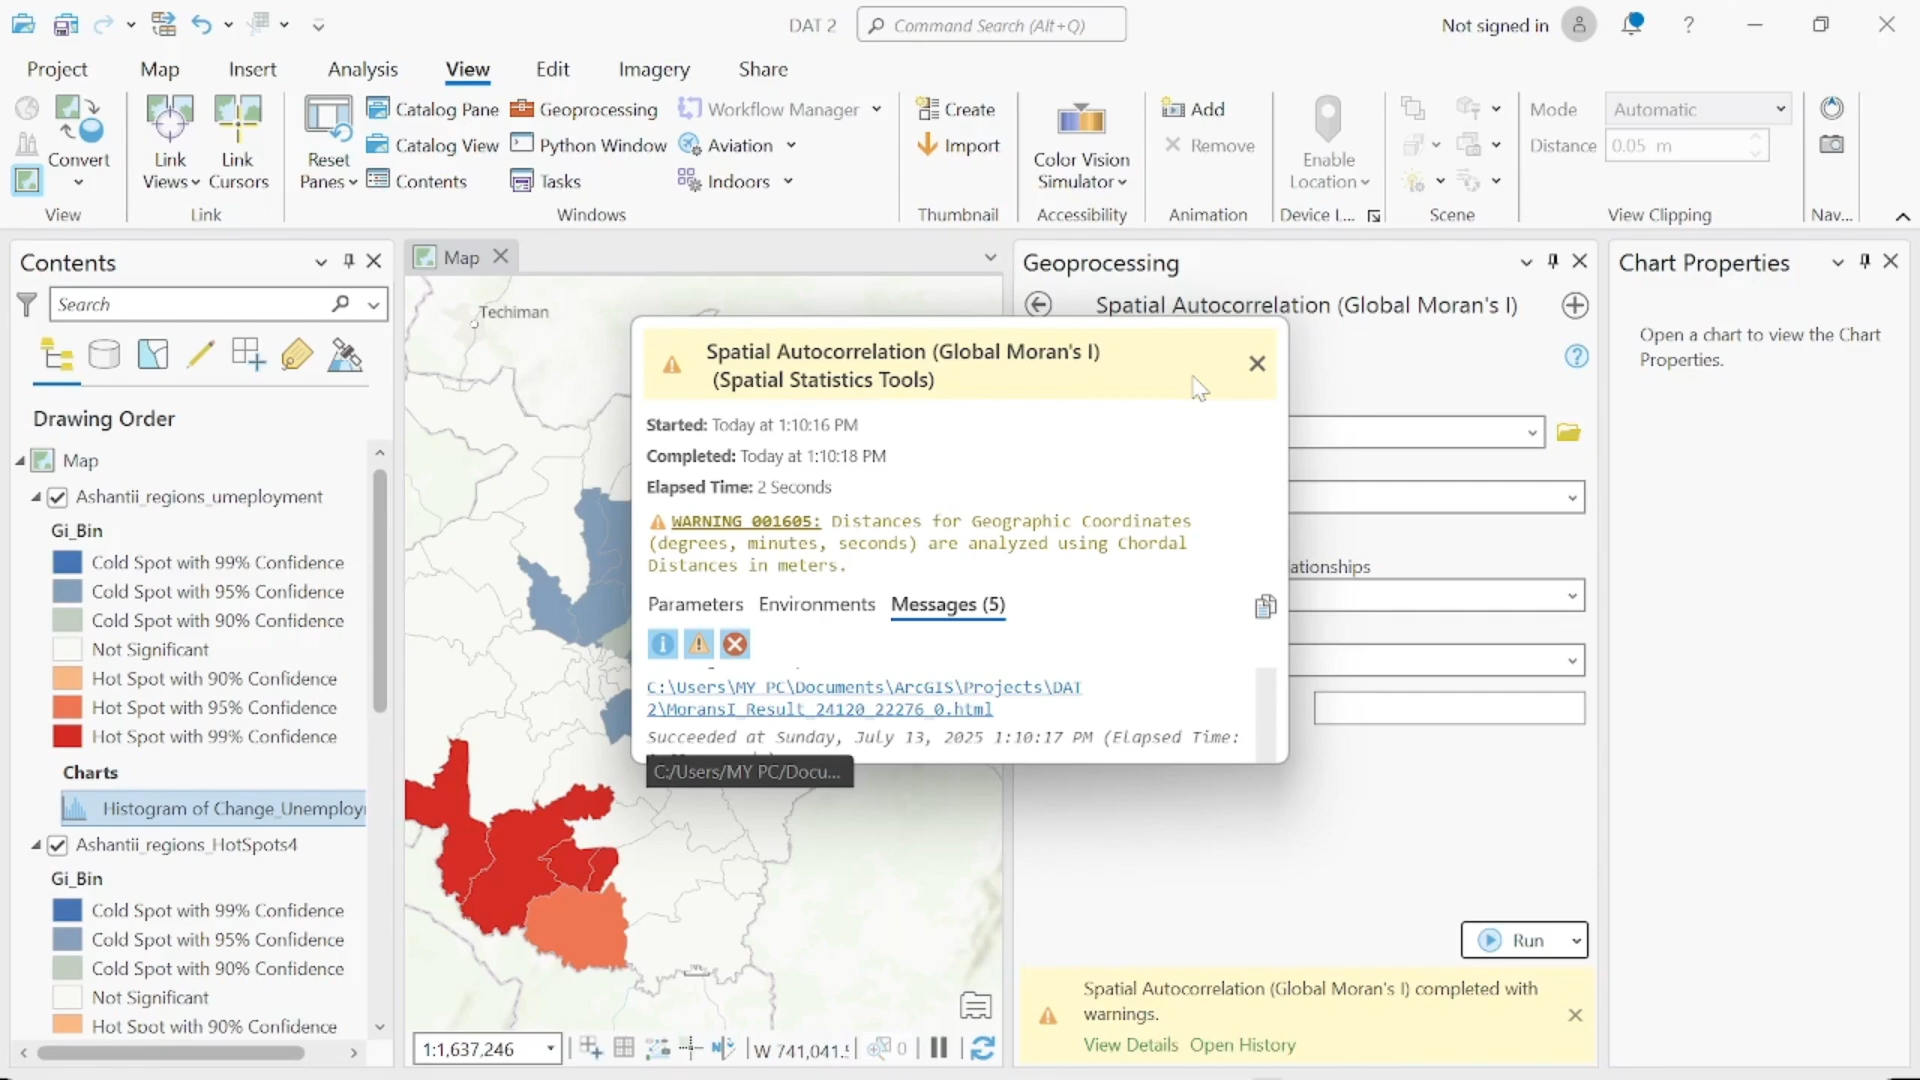 DAT 2
Command Search (Alt+Q)
Not signed in
Project
Map
Insert
Analysis
View
Edit
Imagery
Share
Convert
View
Link Views
Link Cursors
Link
Reset Panes
Catalog Pane
Catalog View
Contents
Geoprocessing
Python Window
Tasks
Workflow Manager
Aviation
Indoors
Windows
Create
Import
Thumbnail
Color Vision Simulator
Accessibility
Add
Remove
Animation
Enable Location
Device L...
Scene
Mode
Automatic
Distance
0.05 m
View Clipping
Nav...
Contents
Search
Drawing Order
Map
Ashantii_regions_umeployment
Gi_Bin
Cold Spot with 99% Confidence
Cold Spot with 95% Confidence
Cold Spot with 90% Confidence
Not Significant
Hot Spot with 90% Confidence
Hot Spot with 95% Confidence
Hot Spot with 99% Confidence
Charts
Histogram of Change_Unemploy
Ashantii_regions_HotSpots4
Gi_Bin
Cold Spot with 99% Confidence
Cold Spot with 95% Confidence
Cold Spot with 90% Confidence
Not Significant
Hot Spot with 90% Confidence
Map
Techiman
1:1,637,246
W 741,041.
0
Geoprocessing
Spatial Autocorrelation (Global Moran's I)
ationships
Run
Spatial Autocorrelation (Global Moran's I) completed with
warnings.
View Details Open History
Spatial Autocorrelation (Global Moran's I)
(Spatial Statistics Tools)
Started: Today at 1:10:16 PM
Completed: Today at 1:10:18 PM
Elapsed Time: 2 Seconds
WARNING 001605: Distances for Geographic Coordinates
(degrees, minutes, seconds) are analyzed using Chordal
Distances in meters.
Parameters Environments Messages (5)
C:\Users\MY PC\Documents\ArcGIS\Projects\DAT
2\MoransI_Result_24120_22276_0.html
Succeeded at Sunday, July 13, 2025 1:10:17 PM (Elapsed Time:
C:/Users/MY PC/Docu...
Chart Properties
Open a chart to view the Chart
Properties.